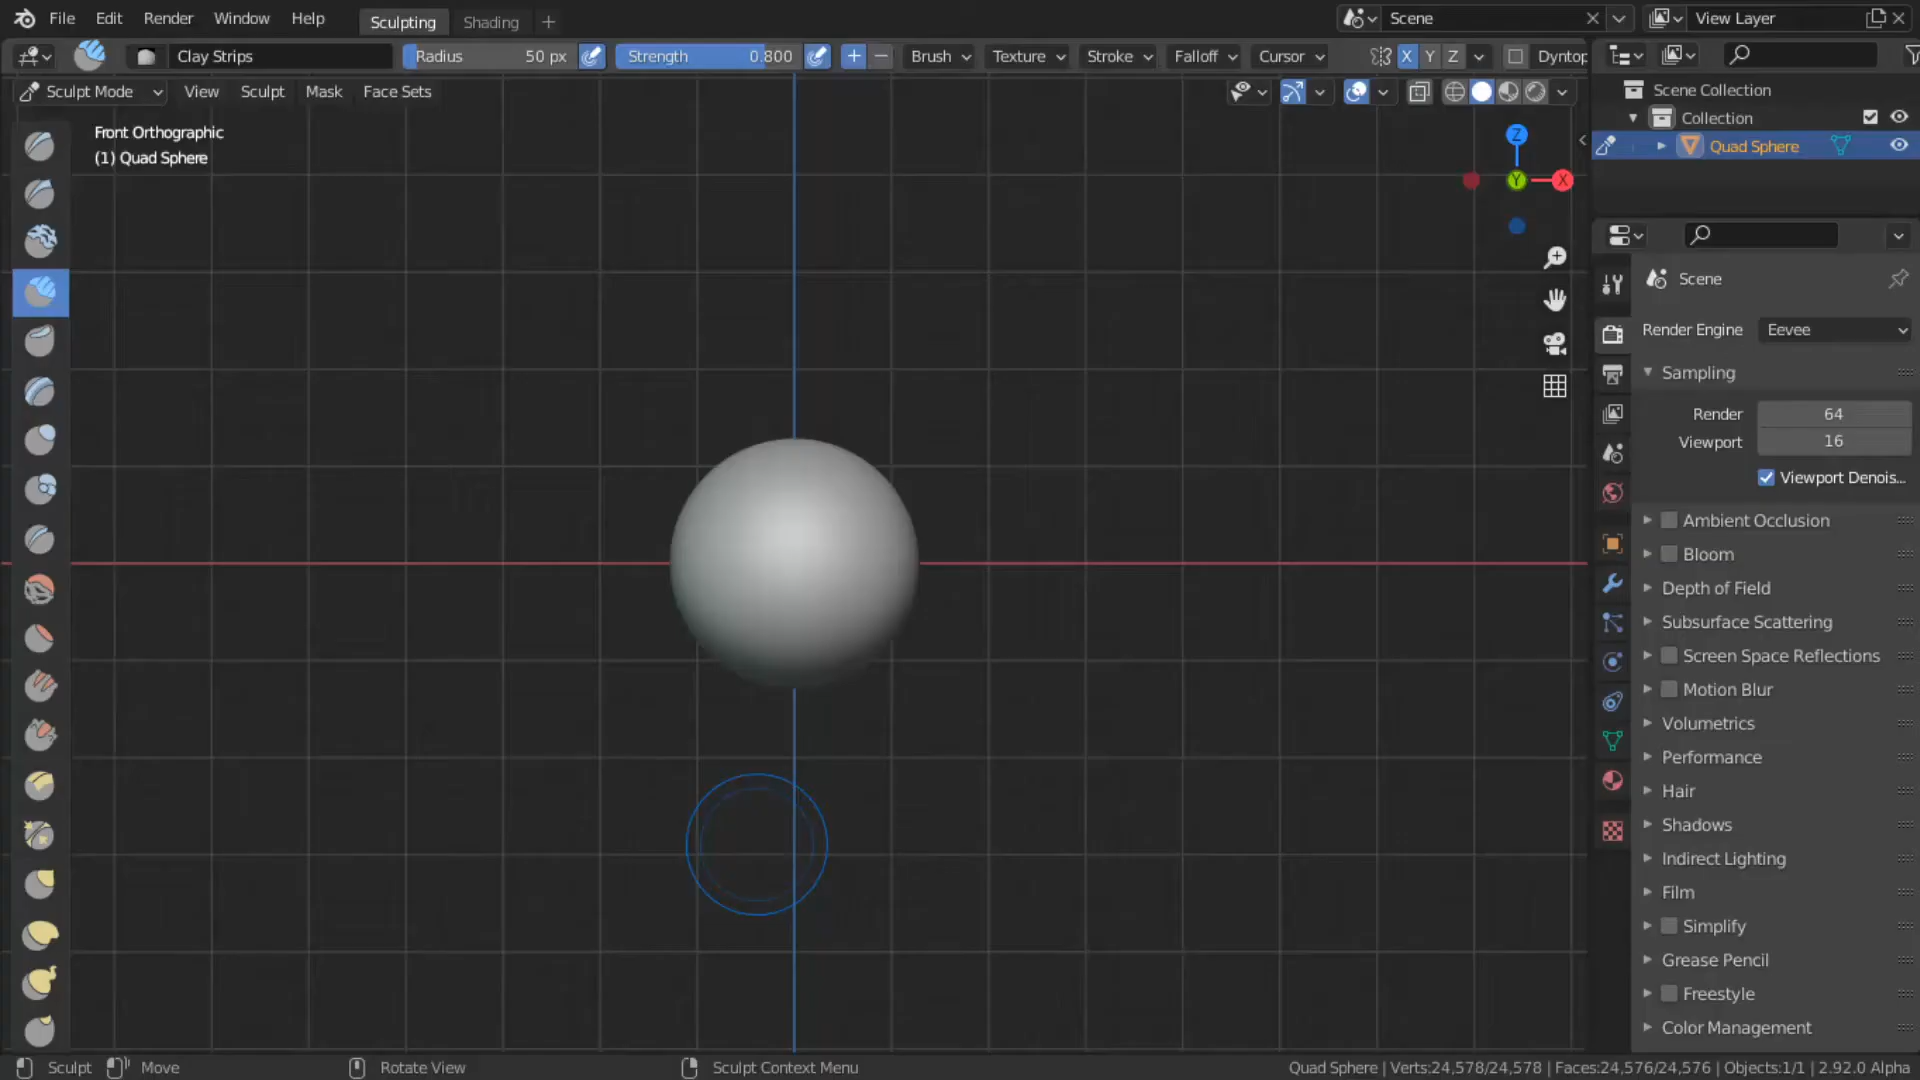 File Edit Render Window Help Sculpting Shading + Scene View Layer
Clay Strips Radius 50 px Strength 0.800 Brush Texture Stroke Falloff Cursor X Y Z Dyntop
Sculpt Mode View Sculpt Mask Face Sets
Scene Collection
Collection
Quad Sphere
Front Orthographic
(1) Quad Sphere
Z
Y X
Scene
Render Engine Eevee
Sampling
Render 64
Viewport 16
Viewport Denois...
Ambient Occlusion
Bloom
Depth of Field
Subsurface Scattering
Screen Space Reflections
Motion Blur
Volumetrics
Performance
Hair
Shadows
Indirect Lighting
Film
Simplify
Grease Pencil
Freestyle
Color Management
Sculpt Move Rotate View Sculpt Context Menu Quad Sphere | Verts:24,578/24,578 | Faces:24,576/24,576 | Objects:1/1 | 2.92.0 Alpha